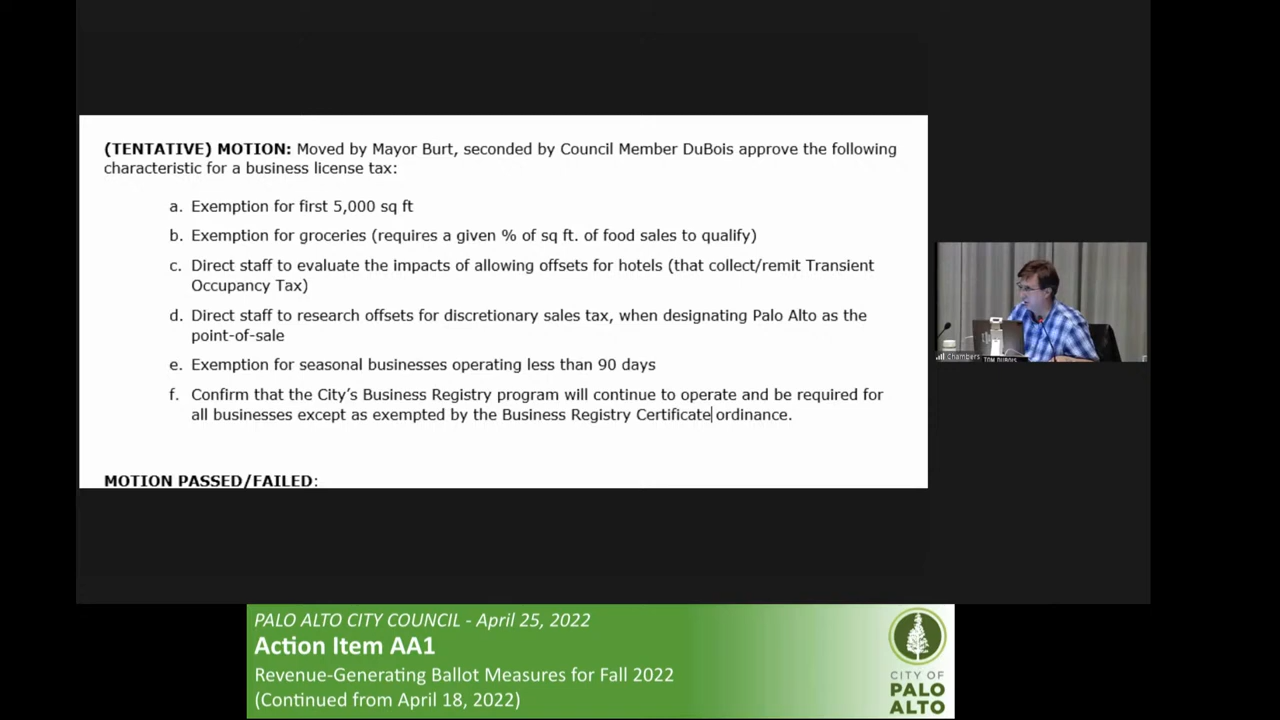 (TENTATIVE) MOTION: Moved by Mayor Burt, seconded by Council Member DuBois approve the following
characteristic for a business license tax:
a. Exemption for first 5,000 sq ft
b. Exemption for groceries (requires a given % of sq ft. of food sales to qualify)
c. Direct staff to evaluate the impacts of allowing offsets for hotels (that collect/remit Transient
Occupancy Tax)
d. Direct staff to research offsets for discretionary sales tax, when designating Palo Alto as the
point-of-sale
e. Exemption for seasonal businesses operating less than 90 days
f. Confirm that the City's Business Registry program will continue to operate and be required for
all businesses except as exempted by the Business Registry Certificate ordinance.
MOTION PASSED/FAILED:
Chambers
TOM DUBOIS
PALO ALTO CITY COUNCIL - April 25, 2022
Action Item AA1
Revenue-Generating Ballot Measures for Fall 2022
(Continued from April 18, 2022)
CITY OF
PALO
ALTO